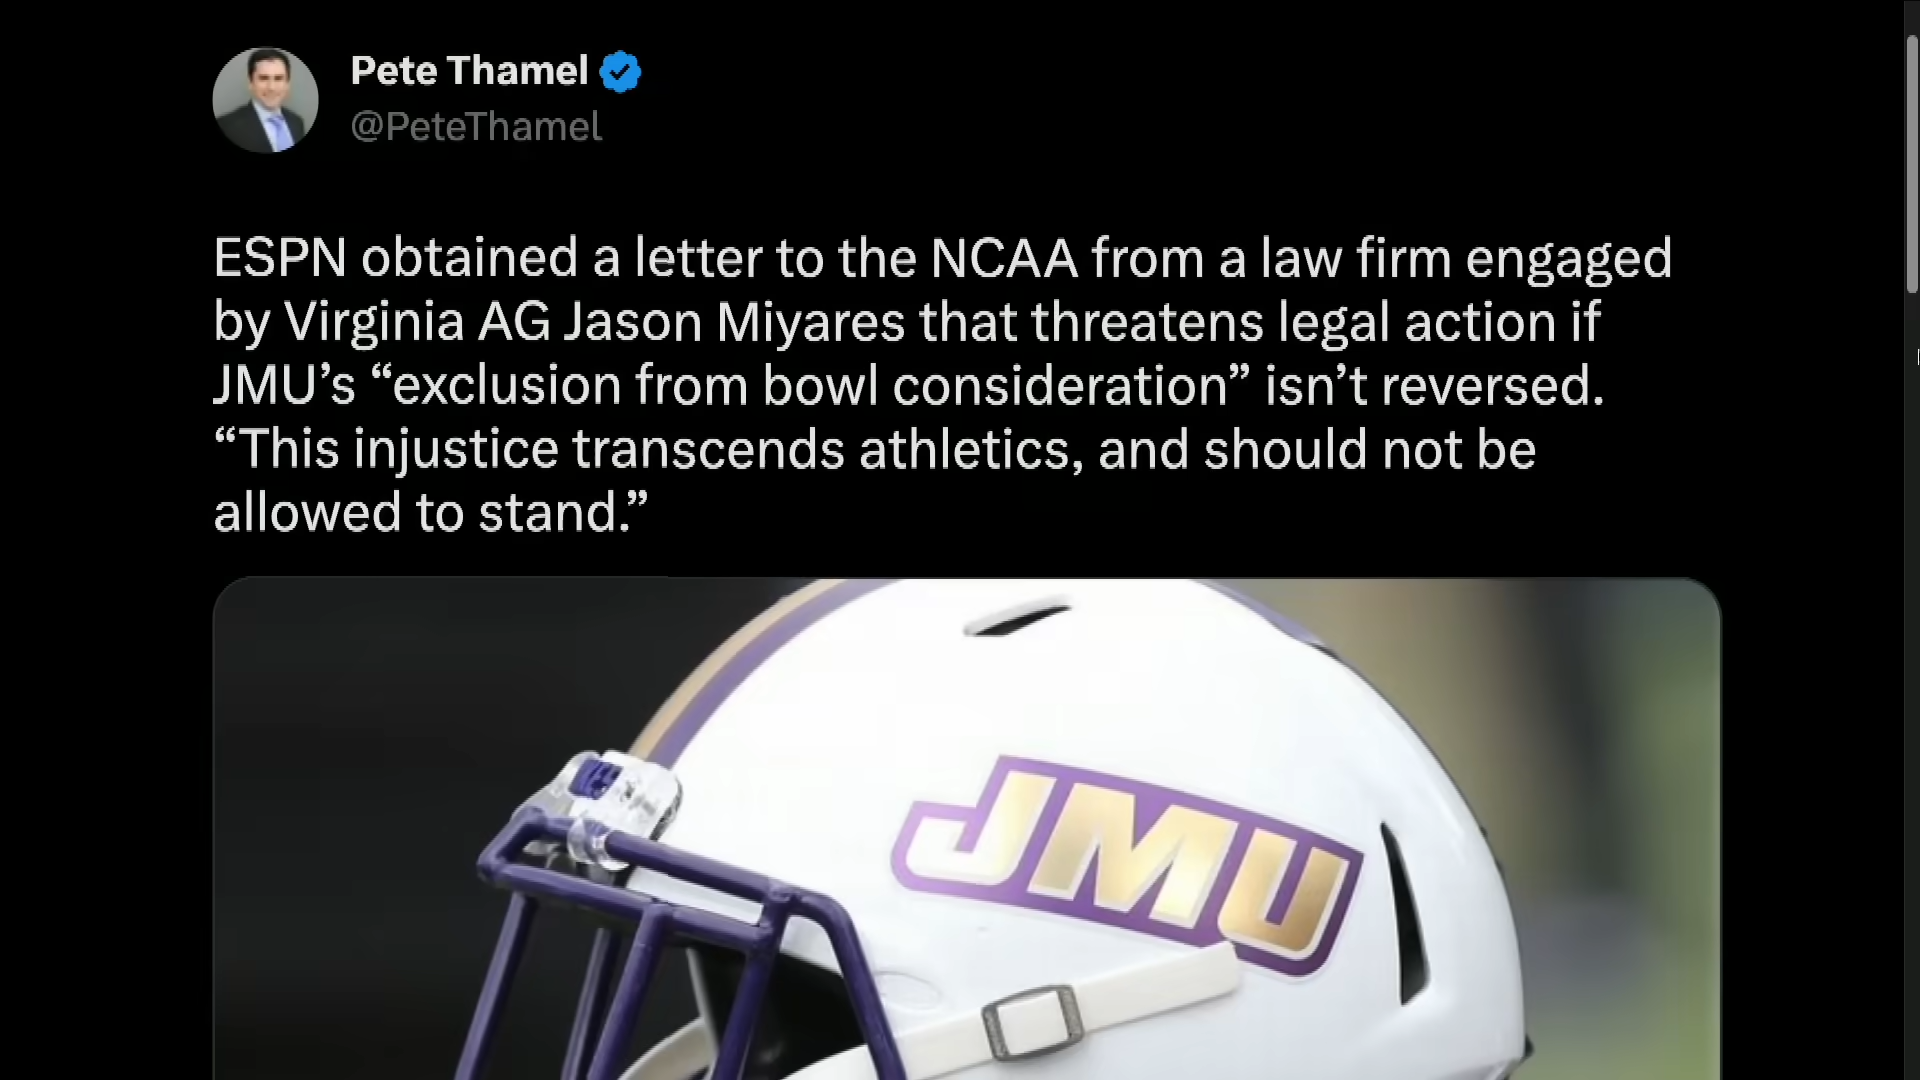 Pete Thamel
@PeteThamel
ESPN obtained a letter to the NCAA from a law firm engaged
by Virginia AG Jason Miyares that threatens legal action if
JMU’s “exclusion from bowl consideration” isn’t reversed.
“This injustice transcends athletics, and should not be
allowed to stand.”
JMU